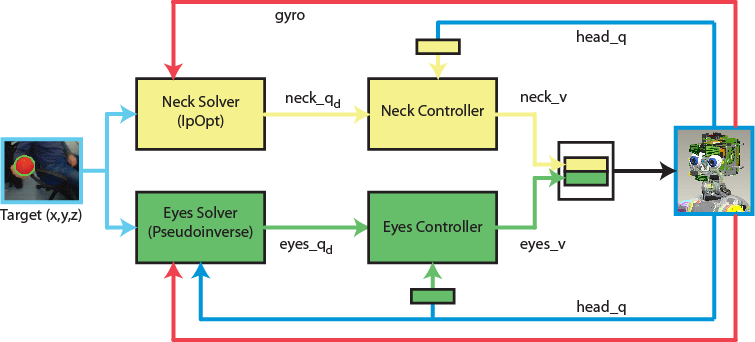 gyro
head_q
Neck Solver
(IpOpt)
neck_qd
Neck Controller
neck_v
Target (x,y,z)
Eyes Solver
(Pseudoinverse)
eyes_qd
Eyes Controller
eyes_v
head_q